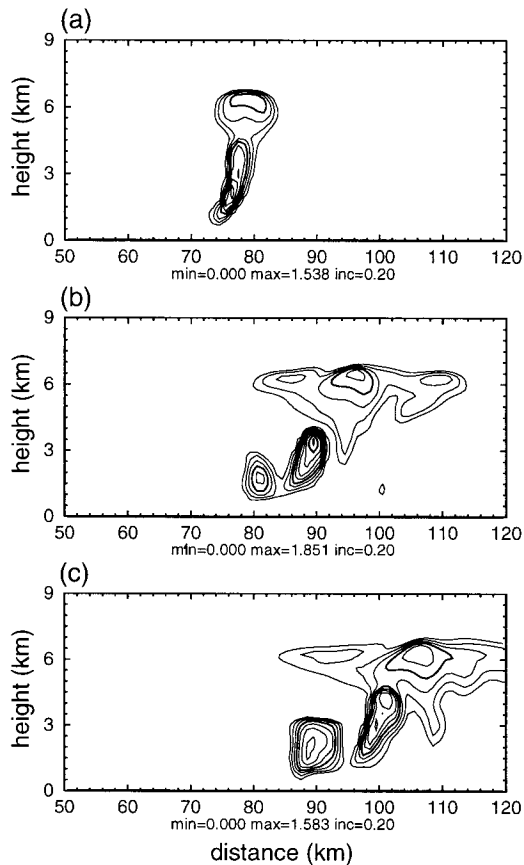 (a)
9
6
3
0
height (km)
50 60 70 80 90 100 110 120
min=0.000 max=1.538 inc=0.20
(b)
9
6
3
0
height (km)
50 60 70 80 90 100 110 120
min=0.000 max=1.851 inc=0.20
(c)
9
6
3
0
height (km)
50 60 70 80 90 100 110 120
min=0.000 max=1.583 inc=0.20
distance (km)